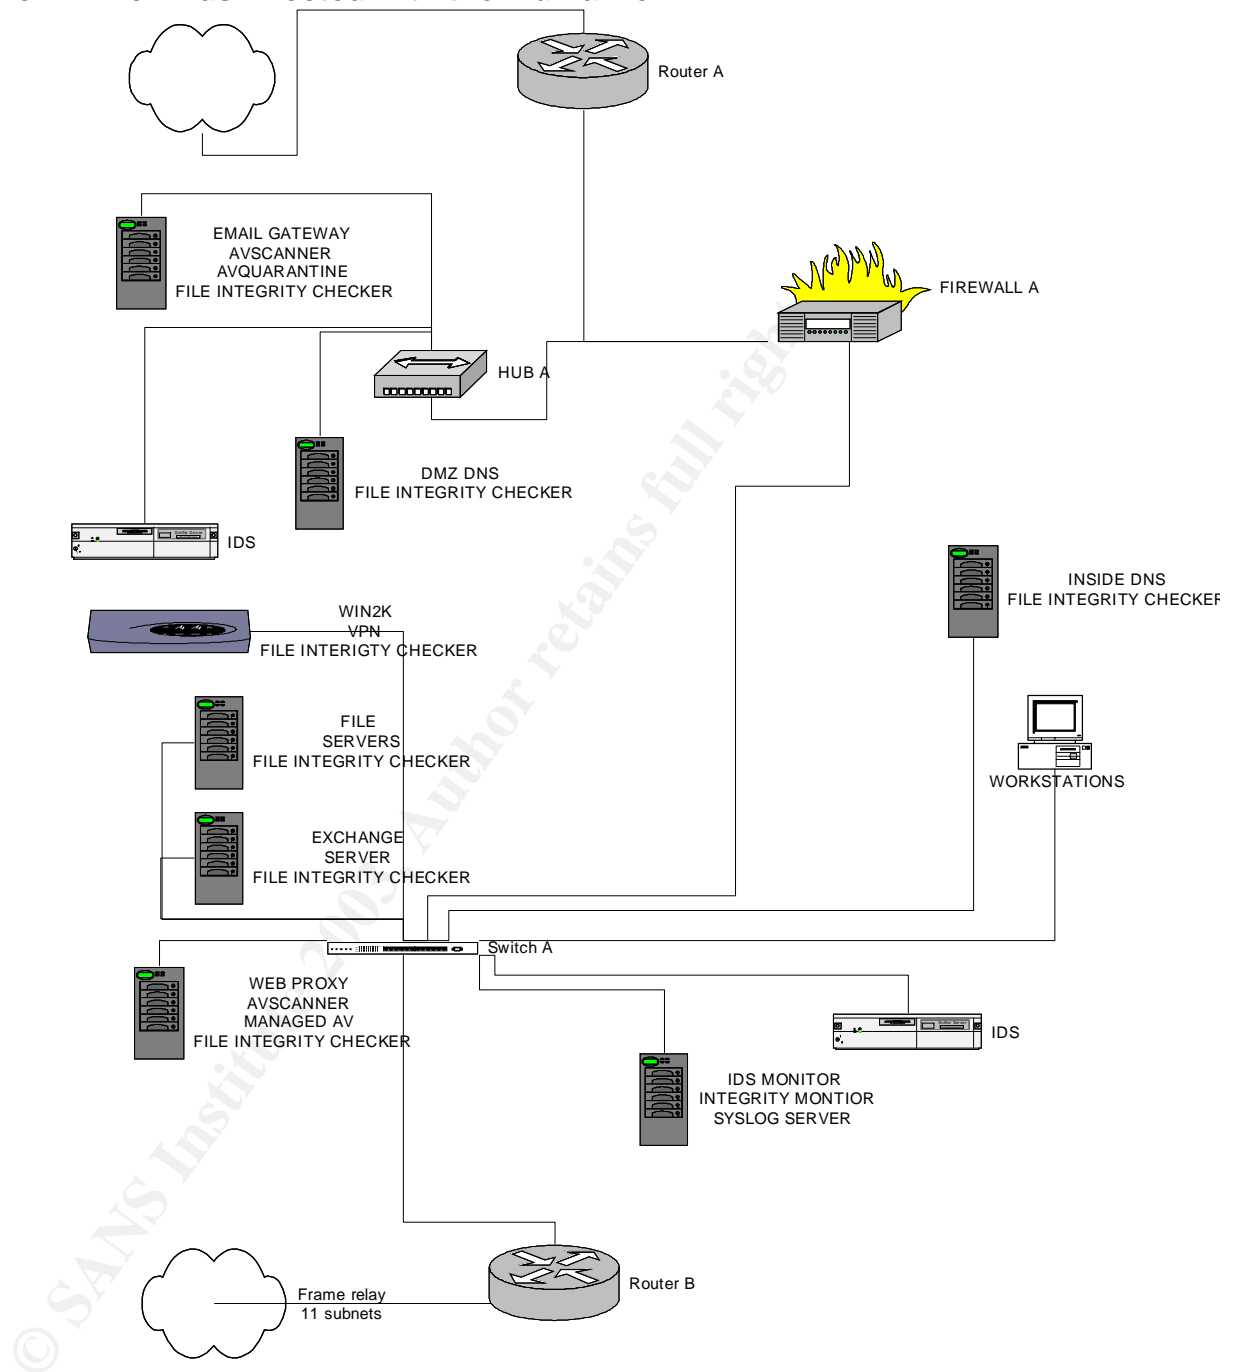 Router A
EMAIL GATEWAY
AVSCANNER
AVQUARANTINE
FILE INTEGRITY CHECKER
FIREWALL A
HUB A
DMZ DNS
FILE INTEGRITY CHECKER
IDS
INSIDE DNS
FILE INTEGRITY CHECKER
WIN2K
VPN
FILE INTERIGTY CHECKER
FILE
SERVERS
FILE INTEGRITY CHECKER
WORKSTATIONS
EXCHANGE
SERVER
FILE INTEGRITY CHECKER
Switch A
WEB PROXY
AVSCANNER
MANAGED AV
FILE INTEGRITY CHECKER
IDS
IDS MONITOR
INTEGRITY MONTIOR
SYSLOG SERVER
Router B
Frame relay
11 subnets
© SANS Institute 2003, Author retains full rights